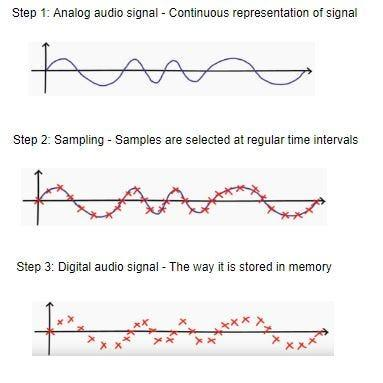 Step 1: Analog audio signal - Continuous representation of signal
Step 2: Sampling - Samples are selected at regular time intervals
Step 3: Digital audio signal - The way it is stored in memory